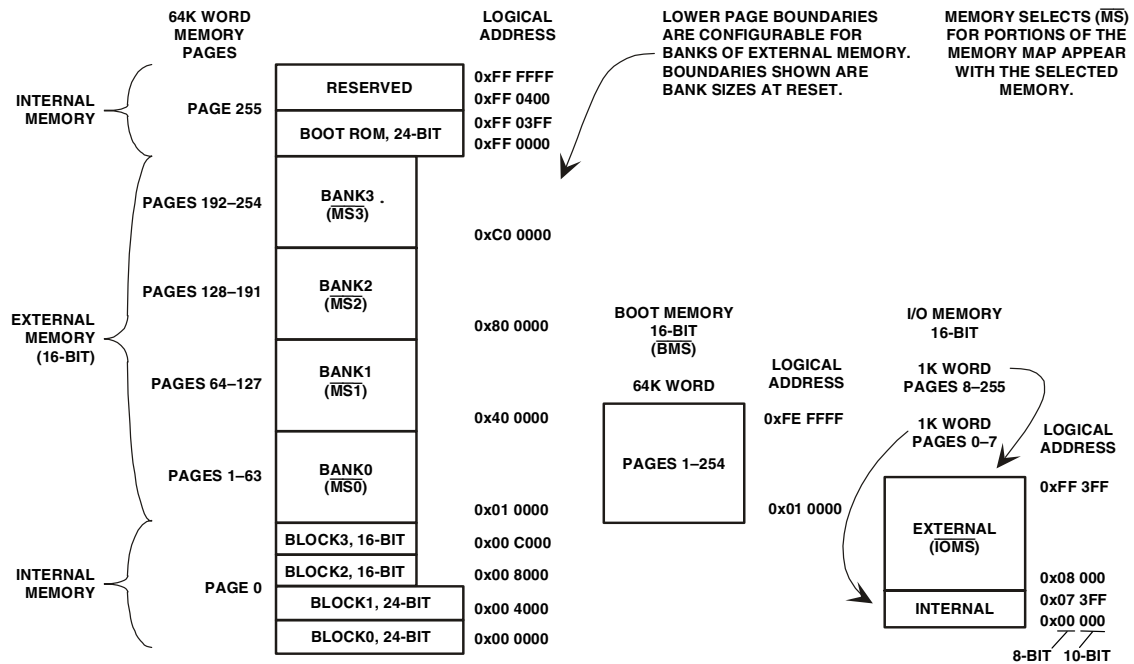 64K WORD
MEMORY
PAGES
LOGICAL
ADDRESS
LOWER PAGE BOUNDARIES
ARE CONFIGURABLE FOR
BANKS OF EXTERNAL MEMORY.
BOUNDARIES SHOWN ARE
BANK SIZES AT RESET.
MEMORY SELECTS (MS)
FOR PORTIONS OF THE
MEMORY MAP APPEAR
WITH THE SELECTED
MEMORY.
INTERNAL
MEMORY
PAGE 255
RESERVED
0xFF FFFF
0xFF 0400
BOOT ROM, 24-BIT
0xFF 03FF
0xFF 0000
EXTERNAL
MEMORY
(16-BIT)
PAGES 192–254
BANK3
(MS3)
0xC0 0000
PAGES 128–191
BANK2
(MS2)
0x80 0000
PAGES 64–127
BANK1
(MS1)
0x40 0000
PAGES 1–63
BANK0
(MS0)
0x01 0000
INTERNAL
MEMORY
PAGE 0
BLOCK3, 16-BIT
0x00 C000
BLOCK2, 16-BIT
0x00 8000
BLOCK1, 24-BIT
0x00 4000
BLOCK0, 24-BIT
0x00 0000
BOOT MEMORY
16-BIT
(BMS)
64K WORD
LOGICAL
ADDRESS
0xFE FFFF
PAGES 1–254
0x01 0000
I/O MEMORY
16-BIT
1K WORD
PAGES 8–255
1K WORD
PAGES 0–7
LOGICAL
ADDRESS
0xFF 3FF
EXTERNAL
(IOMS)
0x08 000
0x07 3FF
INTERNAL
0x00 000
8-BIT 10-BIT